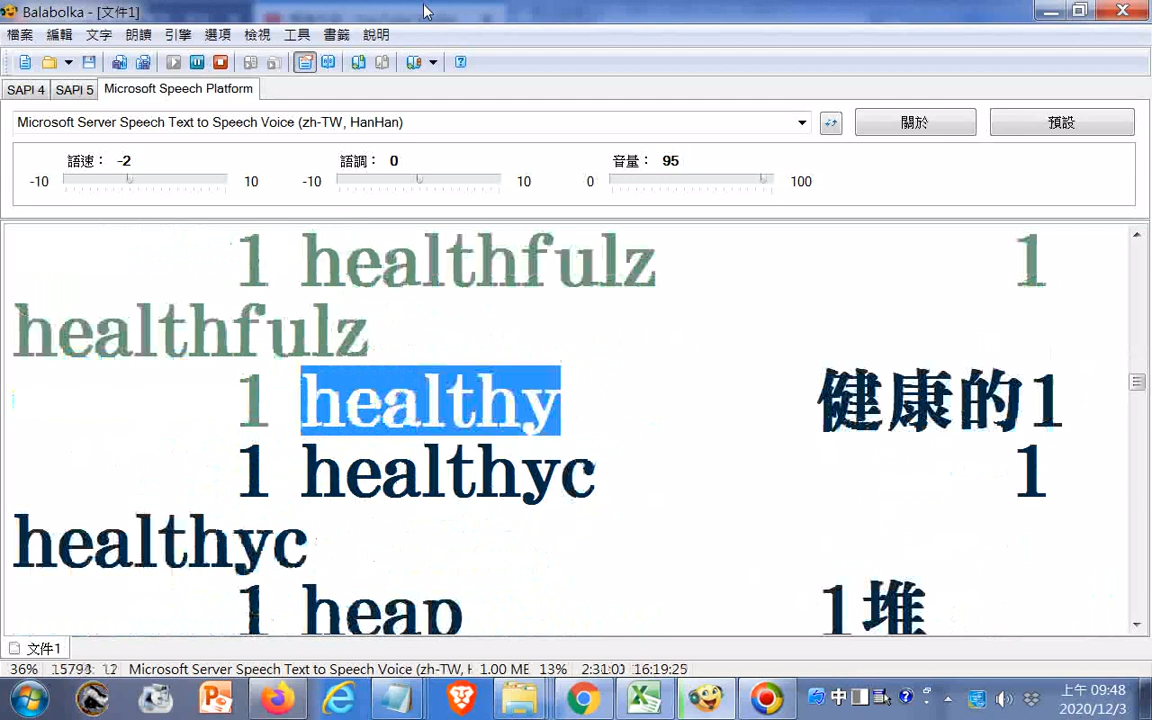 Balabolka - [文件1]
檔案 編輯 文字 朗讀 引擎 選項 檢視 工具 書籤 說明
SAPI 4 SAPI 5 Microsoft Speech Platform
Microsoft Server Speech Text to Speech Voice (zh-TW, HanHan) 關於 預設
語速： -2 語調： 0 音量： 95
-10 10 -10 10 0 100
1 healthfulz 1
healthfulz
1 healthy 健康的1
1 healthyc 1
healthyc
1 heap 1堆
文件1
36% Microsoft Server Speech Text to Speech Voice (zh-TW, 1.00 ME 13% 16:19:25
中 上午 09:48
2020/12/3